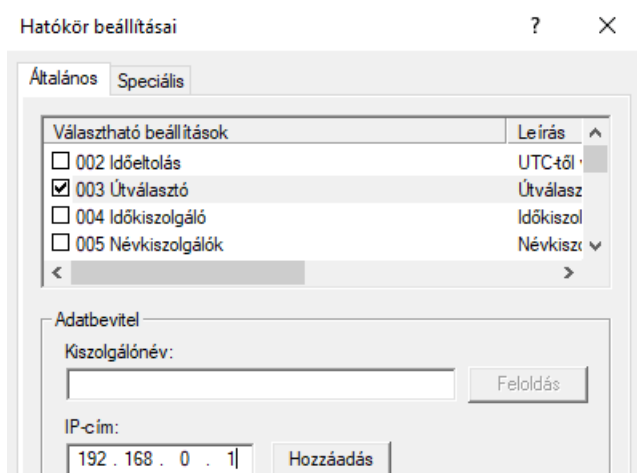 Hatókör beállításai ? ×
Általános Speciális
Választható beállítások Leírás
002 Időeltolás UTC-től
003 Útválasztó Útválasz
004 Időkiszolgáló Időkiszol
005 Névkiszolgálók Névkiszo
Adatbevitel
Kiszolgálónév:
Feloldás
IP-cím:
192 . 168 . 0 . 1 Hozzáadás